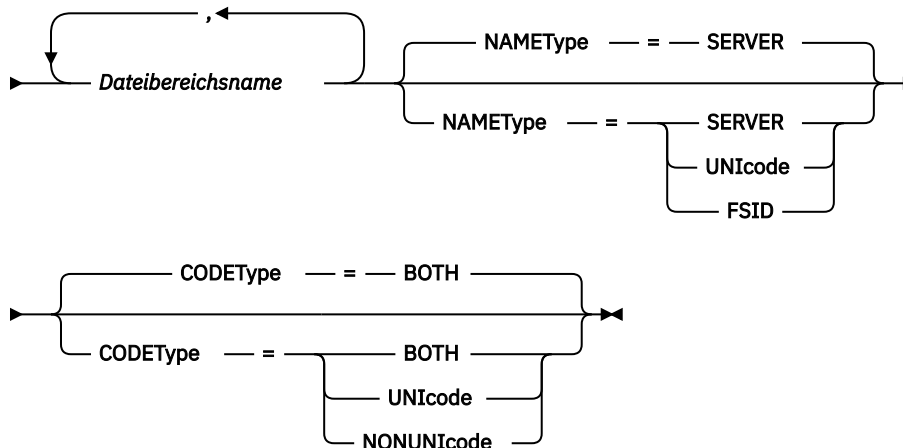 ,
Dateibereichsname
NAMEType = SERVER
NAMEType = SERVER
UNIcode
FSID
CODEType = BOTH
CODEType = BOTH
UNIcode
NONUNIcode